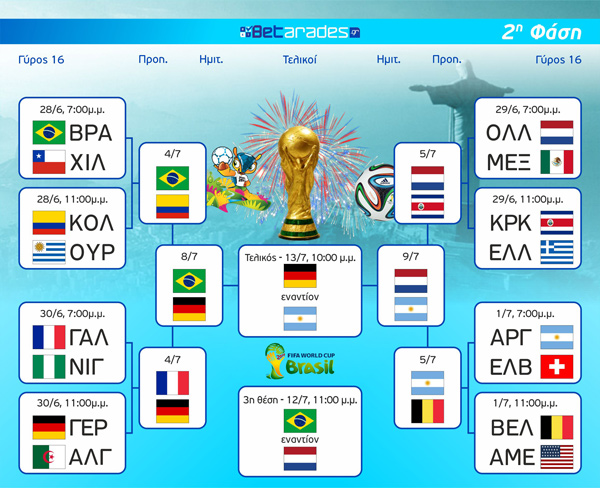 Betarades.gr
2η Φάση
Γύρος 16 Προη. Ημιτ. Τελικοί Ημιτ. Προη. Γύρος 16
28/6, 7:00μ.μ.
ΒΡΑ
ΧΙΛ
28/6, 11:00μ.μ.
ΚΟΛ
ΟΥΡ
30/6, 7:00μ.μ.
ΓΑΛ
ΝΙΓ
30/6, 11:00μ.μ.
ΓΕΡ
ΑΛΓ
4/7
4/7
8/7
Τελικός - 13/7, 10:00 μ.μ.
εναντίον
FIFA WORLD CUP
Brasil
3η θέση - 12/7, 11:00 μ.μ.
εναντίον
9/7
5/7
5/7
29/6, 7:00μ.μ.
ΟΛΛ
ΜΕΞ
29/6, 11:00μ.μ.
ΚΡΚ
ΕΛΛ
1/7, 7:00μ.μ.
ΑΡΓ
ΕΛΒ
1/7, 11:00μ.μ.
ΒΕΛ
ΑΜΕ